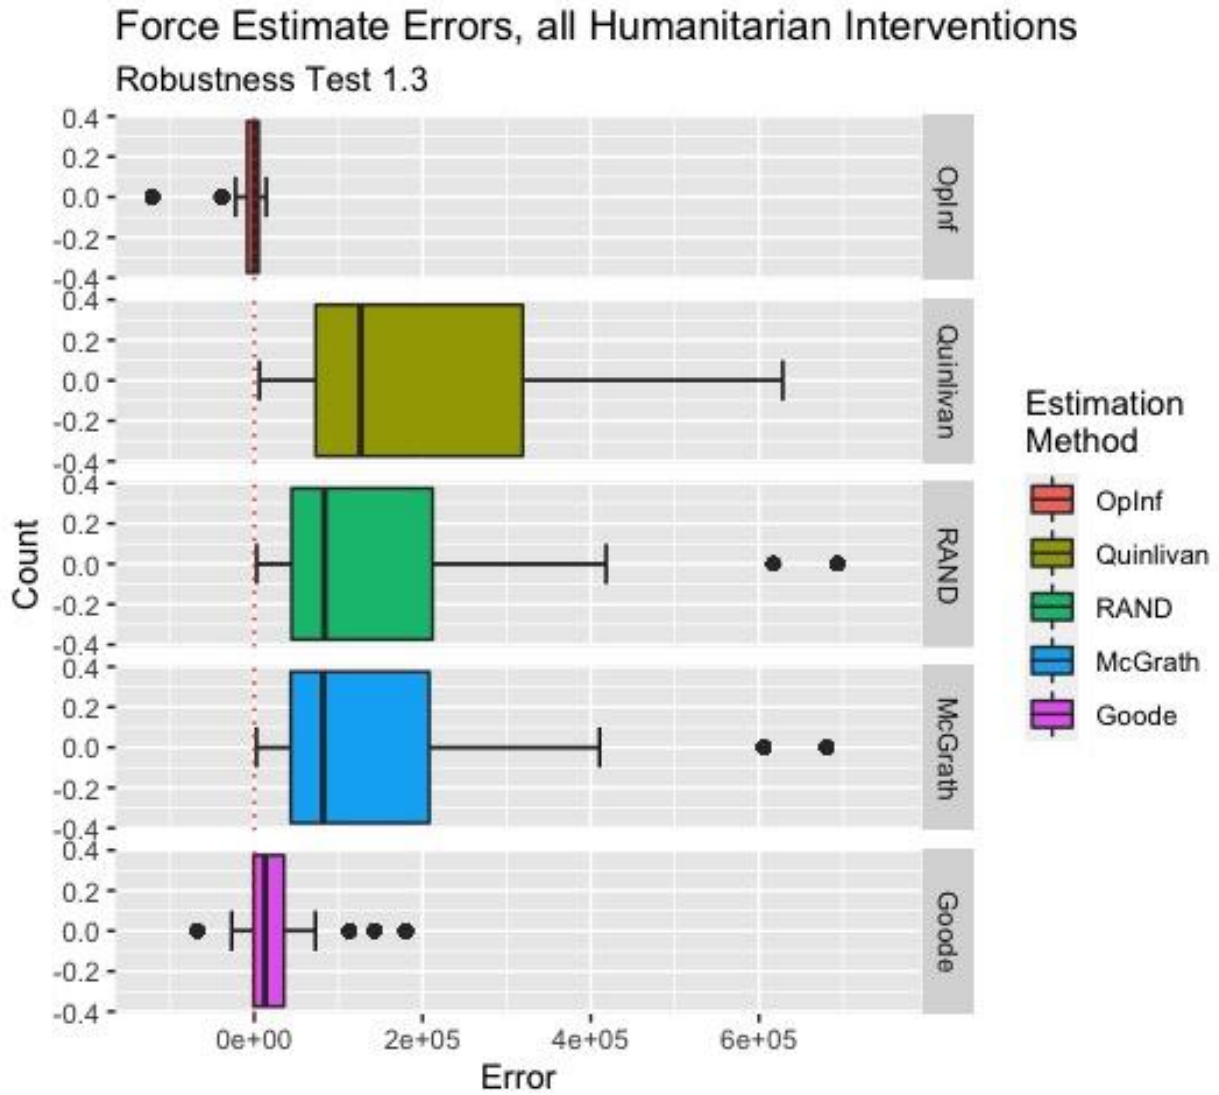 Force Estimate Errors, all Humanitarian Interventions
Robustness Test 1.3
0.4
0.2
0.0
-0.2
-0.4
OpInf
0.4
0.2
0.0
-0.2
-0.4
Quinlivan
0.4
0.2
0.0
-0.2
-0.4
RAND
0.4
0.2
0.0
-0.2
-0.4
McGrath
0.4
0.2
0.0
-0.2
-0.4
Goode
Count
0e+00 2e+05 4e+05 6e+05
Error
Estimation
Method
OpInf
Quinlivan
RAND
McGrath
Goode